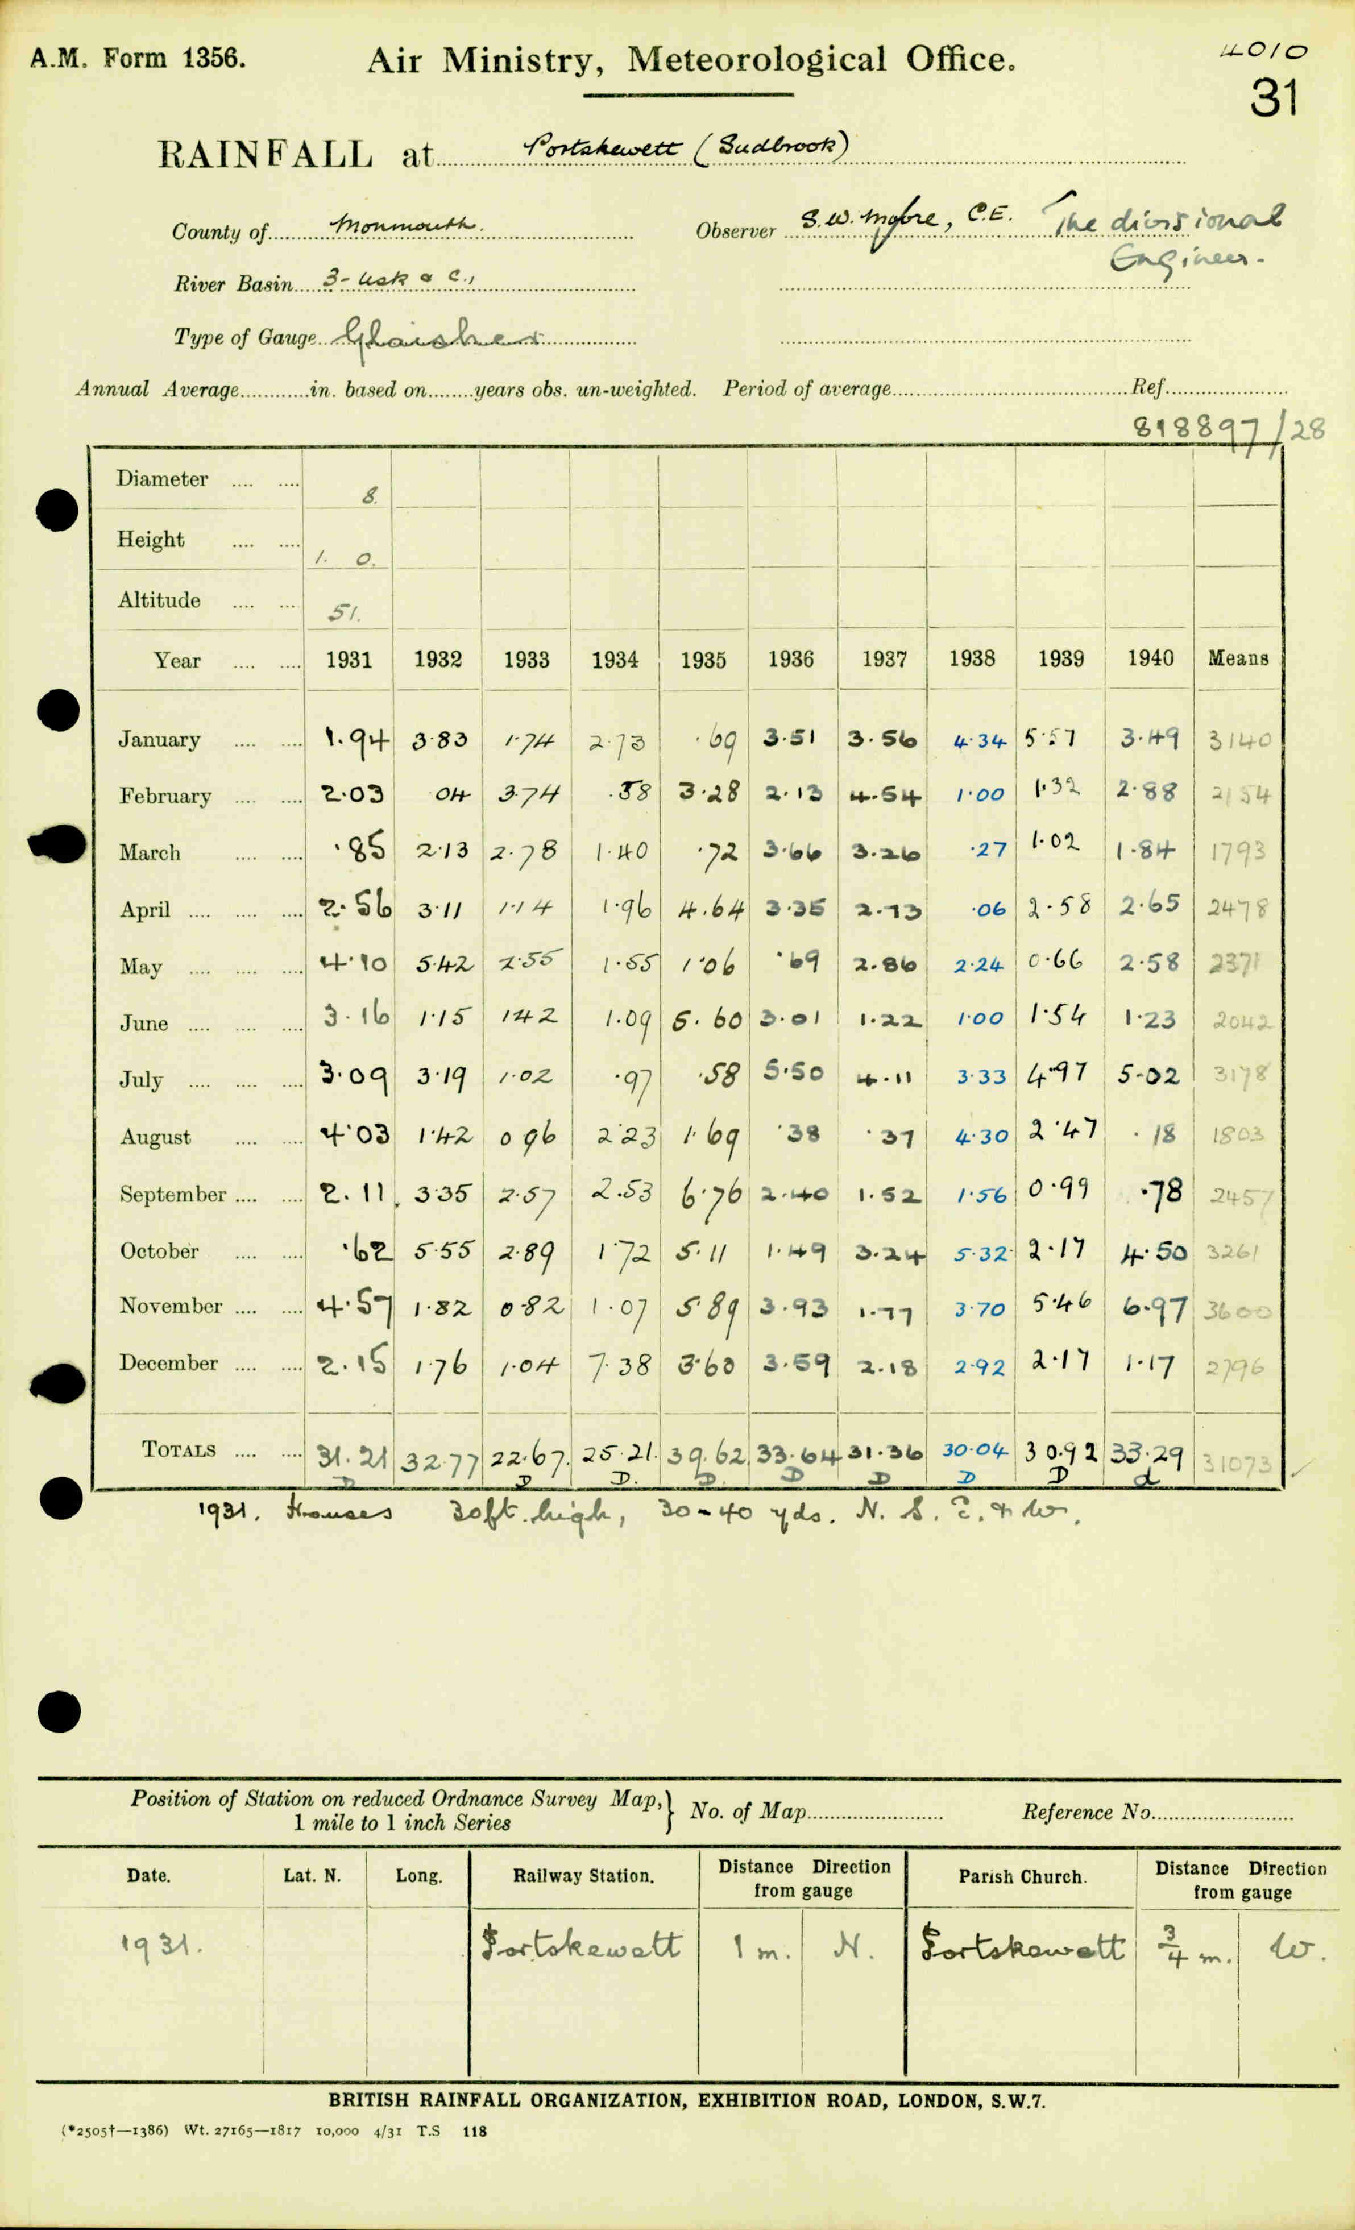 A.M. Form 1356.
Air Ministry, Meteorological Office.
4010
31
RAINFALL at Portskewett (Sudbrook)
County of Monmouth.
Observer S.W. Moore, C.E. The divisional
Engineer.
River Basin 3- Usk & C.,
Type of Gauge Glaisher
Annual Average............in. based on.........years obs. un-weighted. Period of average............Ref............
818897/28
Diameter .... .... 8.
Height .... .... 1. 0.
Altitude .... .... 51.
Year .... .... 1931 1932 1933 1934 1935 1936 1937 1938 1939 1940 Means
January .... .... 1.94 3.83 1.74 2.73 .69 3.51 3.56 4.34 5.57 3.49 3140
February .... .... 2.03 04 3.74 .58 3.28 2.13 4.54 1.00 1.32 2.88 2154
March .... .... .85 2.13 2.78 1.40 .72 3.66 3.26 .27 1.02 1.84 1793
April .... .... .... 2.56 3.11 1.14 1.96 4.64 3.35 2.73 .06 2.58 2.65 2478
May .... .... .... 4.10 5.42 2.55 1.55 1.06 .69 2.86 2.24 0.66 2.58 2371
June .... .... .... 3.16 1.15 1.42 1.09 5.60 3.01 1.22 1.00 1.54 1.23 2042
July .... .... .... 3.09 3.19 1.02 .97 .58 5.50 4.11 3.33 4.97 5.02 3178
August .... .... 4.03 1.42 0 96 2.23 1.69 .38 .37 4.30 2.47 .18 1803
September .... .... 2.11 3.35 2.57 2.53 6.76 2.40 1.52 1.56 0.99 .78 2457
October .... .... .62 5.55 2.89 1.72 5.11 1.49 3.24 5.32 2.17 4.50 3261
November .... .... 4.57 1.82 0.82 1.07 5.89 3.93 1.77 3.70 5.46 6.97 3600
December .... .... 2.15 1.76 1.04 7.38 3.60 3.59 2.18 2.92 2.17 1.17 2796
TOTALS .... .... 31.21 32.77 22.67. 25.21. 39.62 33.64 31.36 30.04 30.92 33.29 31073
D D D. D. D D D D d
1931. Houses 30ft. high, 30-40 yds. N. S. E. & W.
Position of Station on reduced Ordnance Survey Map,} No. of Map............ Reference No............
1 mile to 1 inch Series
Date. Lat. N. Long. Railway Station. Distance Direction from gauge Parish Church. Distance Direction from gauge
1931. Portskewett 1 m. N. Portskewett 3/4 m. W.
BRITISH RAINFALL ORGANIZATION, EXHIBITION ROAD, LONDON, S.W.7.
(*2505†—1386) Wt. 27165—1817 10,000 4/31 T.S 118